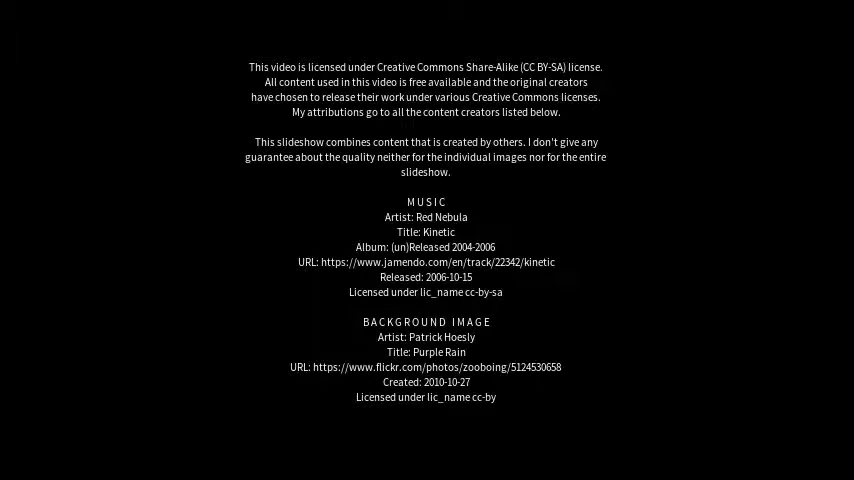 This video is licensed under Creative Commons Share-Alike (CC BY-SA) license.
All content used in this video is free available and the original creators
have chosen to release their work under various Creative Commons licenses.
My attributions go to all the content creators listed below.
This slideshow combines content that is created by others. I don't give any
guarantee about the quality neither for the individual images nor for the entire
slideshow.
MUSIC
Artist: Red Nebula
Title: Kinetic
Album: (un)Released 2004-2006
URL: https://www.jamendo.com/en/track/22342/kinetic
Released: 2006-10-15
Licensed under lic_name cc-by-sa
BACKGROUND IMAGE
Artist: Patrick Hoesly
Title: Purple Rain
URL: https://www.flickr.com/photos/zooboing/5124530658
Created: 2010-10-27
Licensed under lic_name cc-by